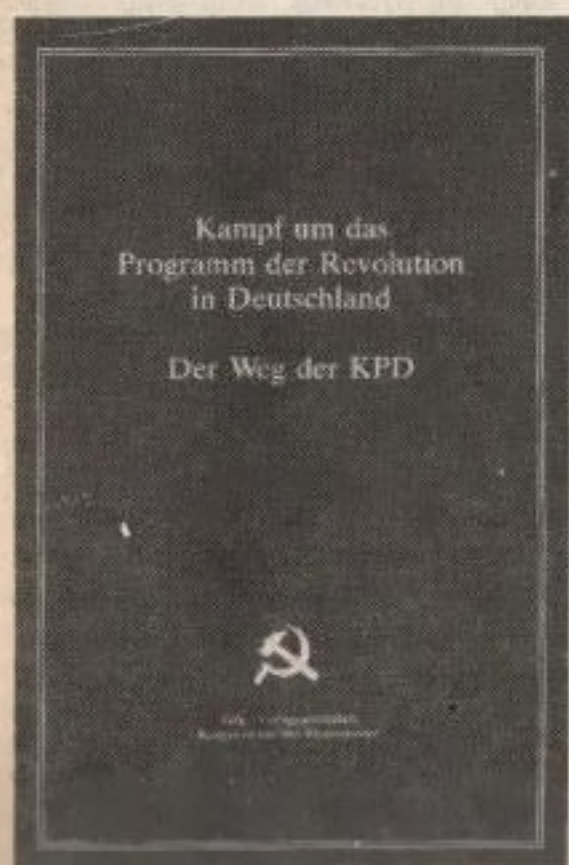 Kampf um das
Programm der Revolution
in Deutschland
Der Weg der KPD